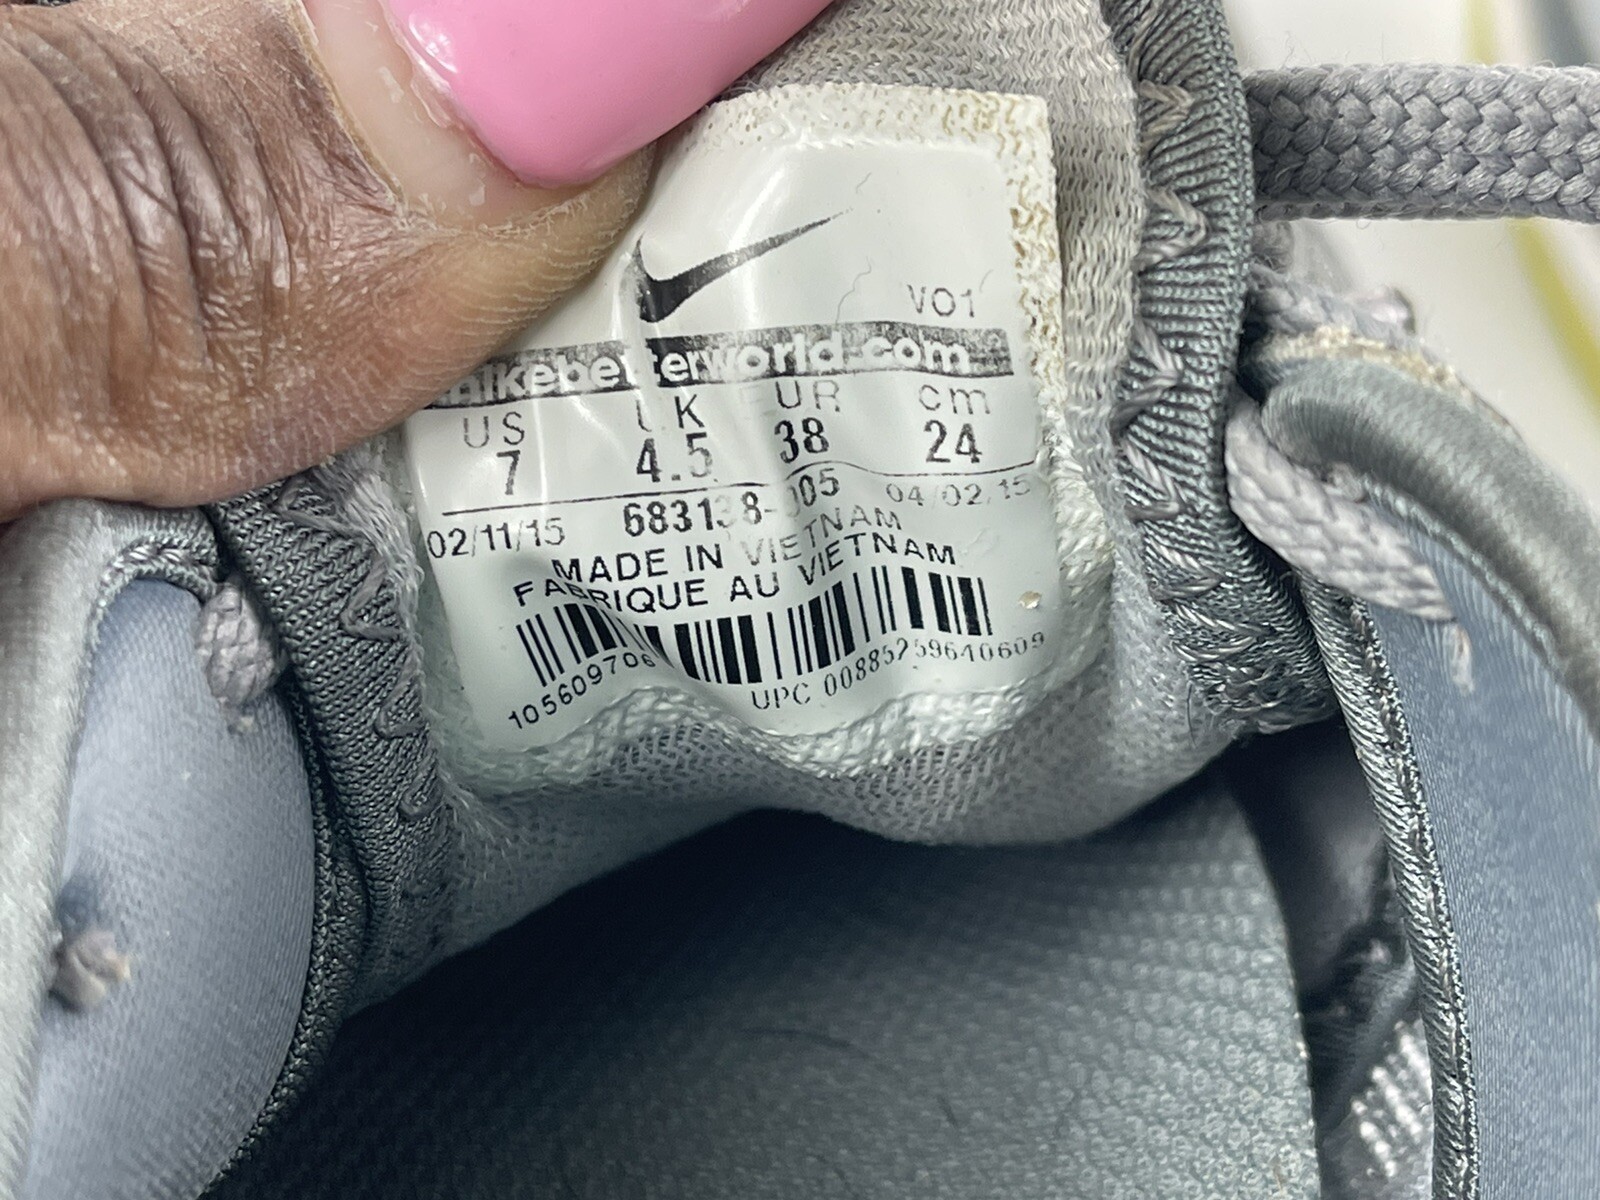 VO1
nikebetterworld.com
US UK EUR cm
7 4.5 38 24
02/11/15 683138-005 04/02/15
MADE IN VIETNAM
FABRIQUE AU VIETNAM
105609706
UPC 00885259640609